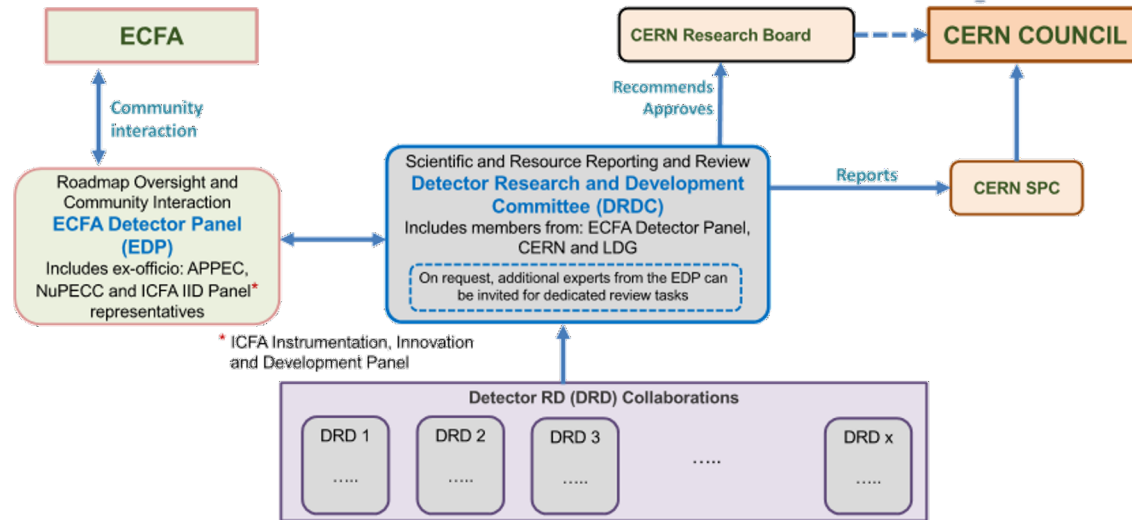 ECFA
CERN Research Board
CERN COUNCIL
Community
interaction
Recommends
Approves
Roadmap Oversight and
Community Interaction
ECFA Detector Panel
(EDP)
Includes ex-officio: APPEC,
NuPECC and ICFA IID Panel*
representatives
Scientific and Resource Reporting and Review
Detector Research and Development
Committee (DRDC)
Includes members from: ECFA Detector Panel,
CERN and LDG
On request, additional experts from the EDP can
be invited for dedicated review tasks
Reports
CERN SPC
* ICFA Instrumentation, Innovation
and Development Panel
Detector RD (DRD) Collaborations
DRD 1
.....
DRD 2
.....
DRD 3
.....
.....
DRD x
.....